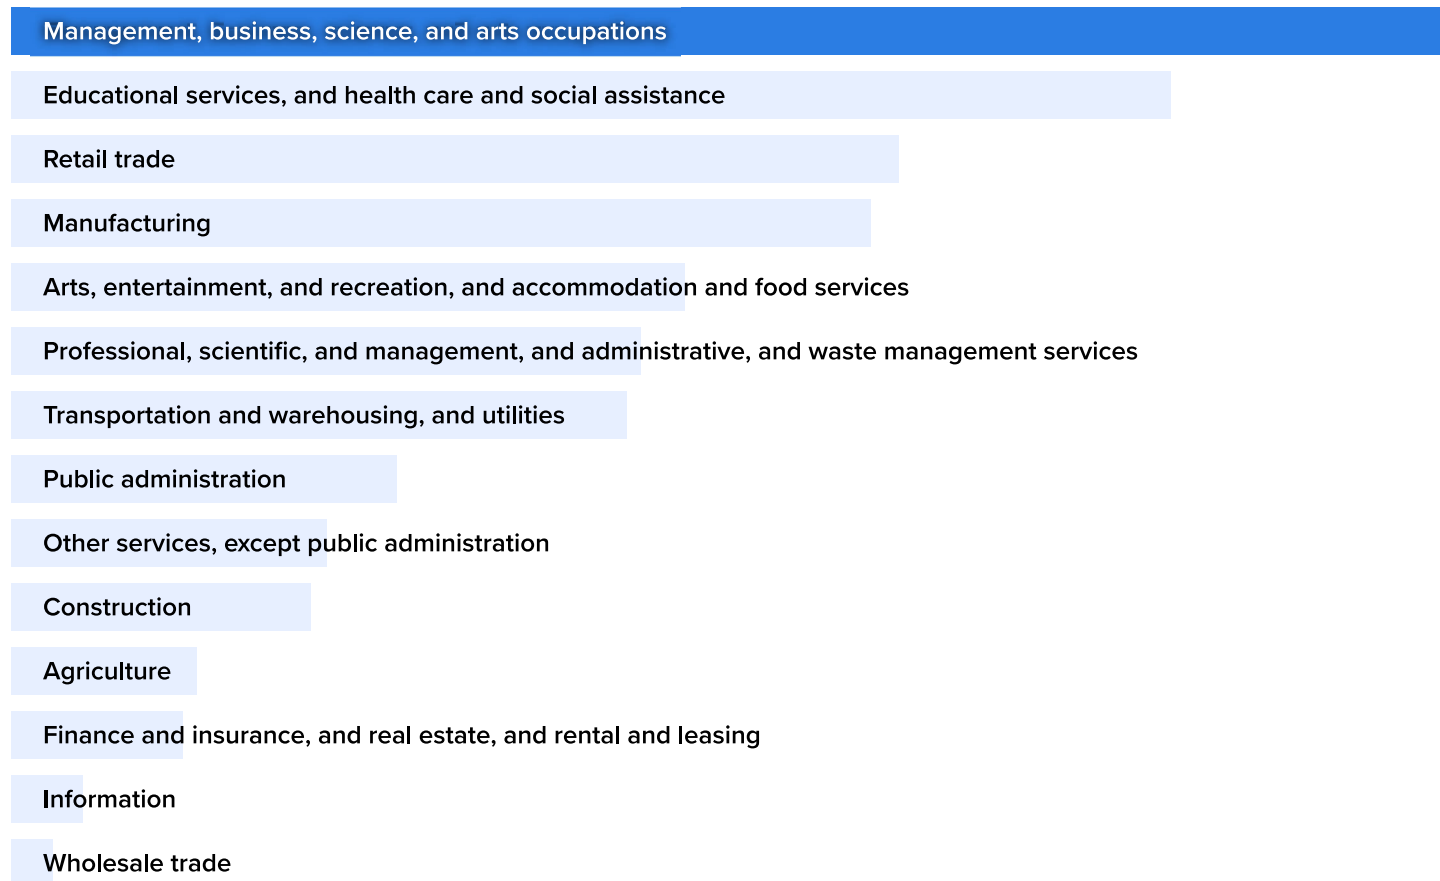 Management, business, science, and arts occupations
Educational services, and health care and social assistance
Retail trade
Manufacturing
Arts, entertainment, and recreation, and accommodation and food services
Professional, scientific, and management, and administrative, and waste management services
Transportation and warehousing, and utilities
Public administration
Other services, except public administration
Construction
Agriculture
Finance and insurance, and real estate, and rental and leasing
Information
Wholesale trade